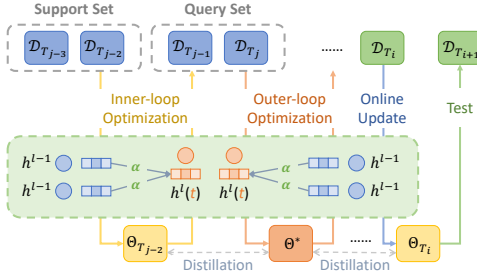 Support Set Query Set
𝒟_{T_{j-3}} 𝒟_{T_{j-2}} 𝒟_{T_{j-1}} 𝒟_{T_j} ...... 𝒟_{T_i} 𝒟_{T_{i+1}}
Inner-loop Optimization
Outer-loop Optimization
Online Update
Test
h^{l-1} α α h^{l-1}
h^{l-1} α h^l(t) h^l(t) α h^{l-1}
Θ_{T_{j-2}} Θ* ...... Θ_{T_i}
Distillation Distillation